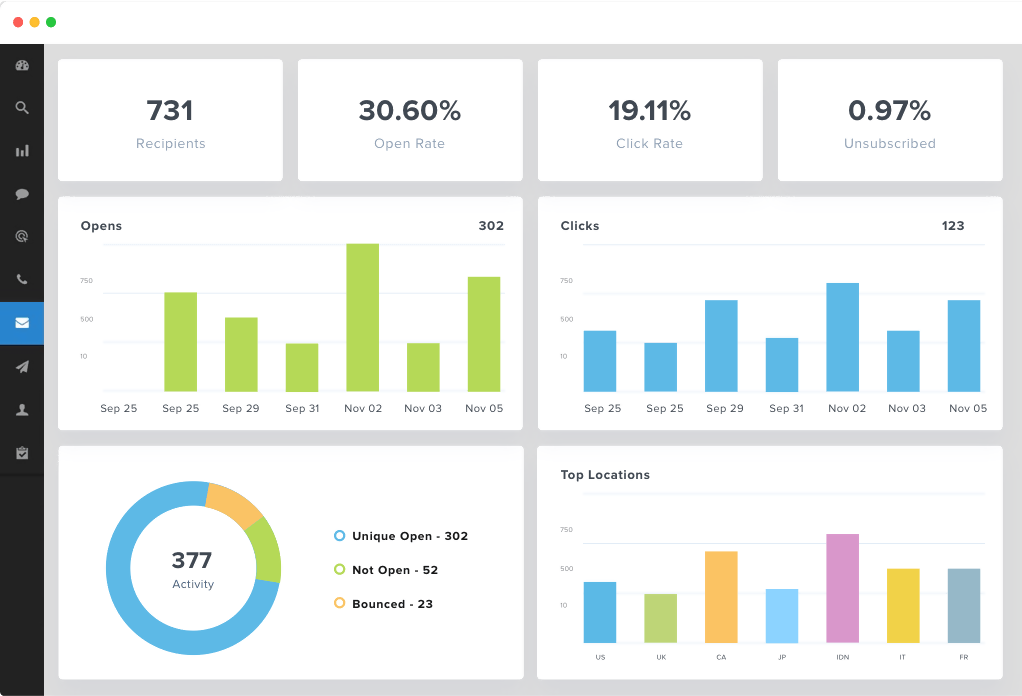 731
Recipients
30.60%
Open Rate
19.11%
Click Rate
0.97%
Unsubscribed
Opens 302
750
500
10
Sep 25 Sep 25 Sep 29 Sep 31 Nov 02 Nov 03 Nov 05
Clicks 123
750
500
10
Sep 25 Sep 25 Sep 29 Sep 31 Nov 02 Nov 03 Nov 05
377
Activity
Unique Open - 302
Not Open - 52
Bounced - 23
Top Locations
750
500
10
US UK CA JP IDN IT FR